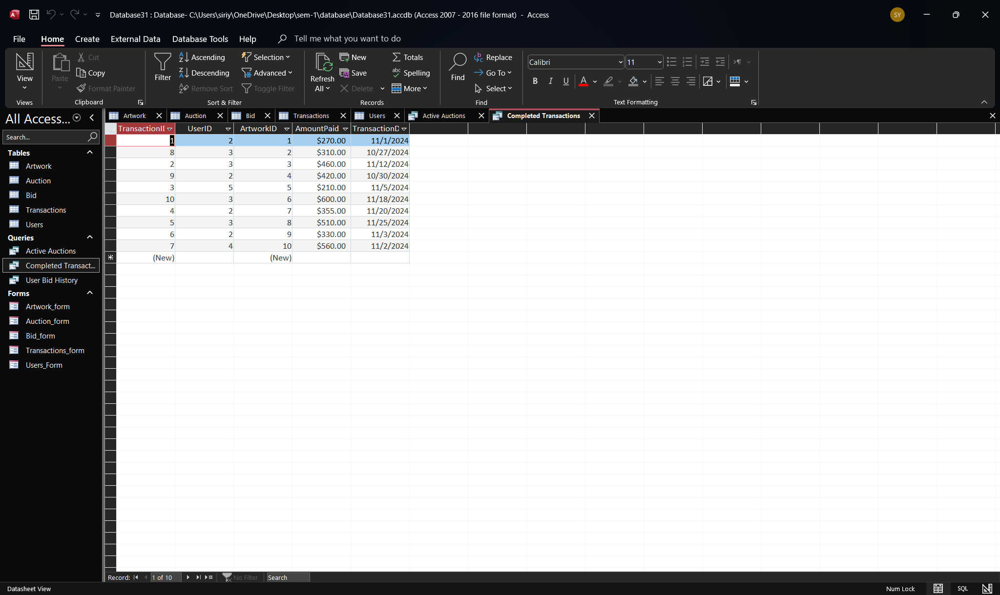 Database31 : Database- C:\Users\siriy\OneDrive\Desktop\sem-1\database\Database31.accdb (Access 2007 - 2016 file format) - Access
SY
File Home Create External Data Database Tools Help Tell me what you want to do
View
Views
Paste
Cut
Copy
Format Painter
Clipboard
Filter
Ascending
Descending
Remove Sort
Selection
Advanced
Toggle Filter
Sort & Filter
Refresh
All
New
Save
Delete
Totals
Spelling
More
Records
Find
Replace
Go To
Select
Find
Calibri 11
B I U A
Text Formatting
All Access...
Search...
Tables
Artwork
Auction
Bid
Transactions
Users
Queries
Active Auctions
Completed Transact...
User Bid History
Forms
Artwork_form
Auction_form
Bid_form
Transactions_form
Users_Form
Artwork Auction Bid Transactions Users Active Auctions Completed Transactions
TransactionID UserID ArtworkID AmountPaid TransactionD
1 2 1 $270.00 11/1/2024
8 3 2 $310.00 10/27/2024
2 3 3 $460.00 11/12/2024
9 2 4 $420.00 10/30/2024
3 5 5 $210.00 11/5/2024
10 3 6 $600.00 11/18/2024
4 2 7 $355.00 11/20/2024
5 3 8 $510.00 11/25/2024
6 2 9 $330.00 11/3/2024
7 4 10 $560.00 11/2/2024
(New) (New)
Record: 1 of 10 No Filter Search
Datasheet View
Num Lock
SQL